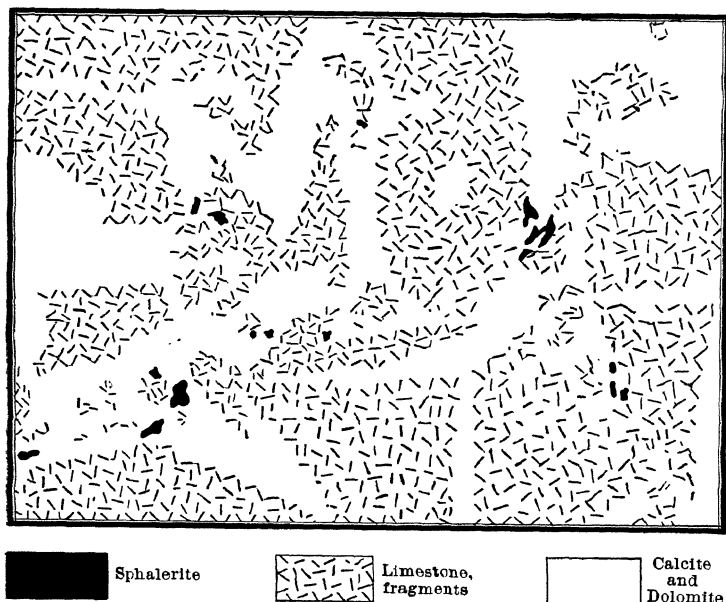 Sphalerite
Limestone,
fragments
Calcite
and
Dolomite